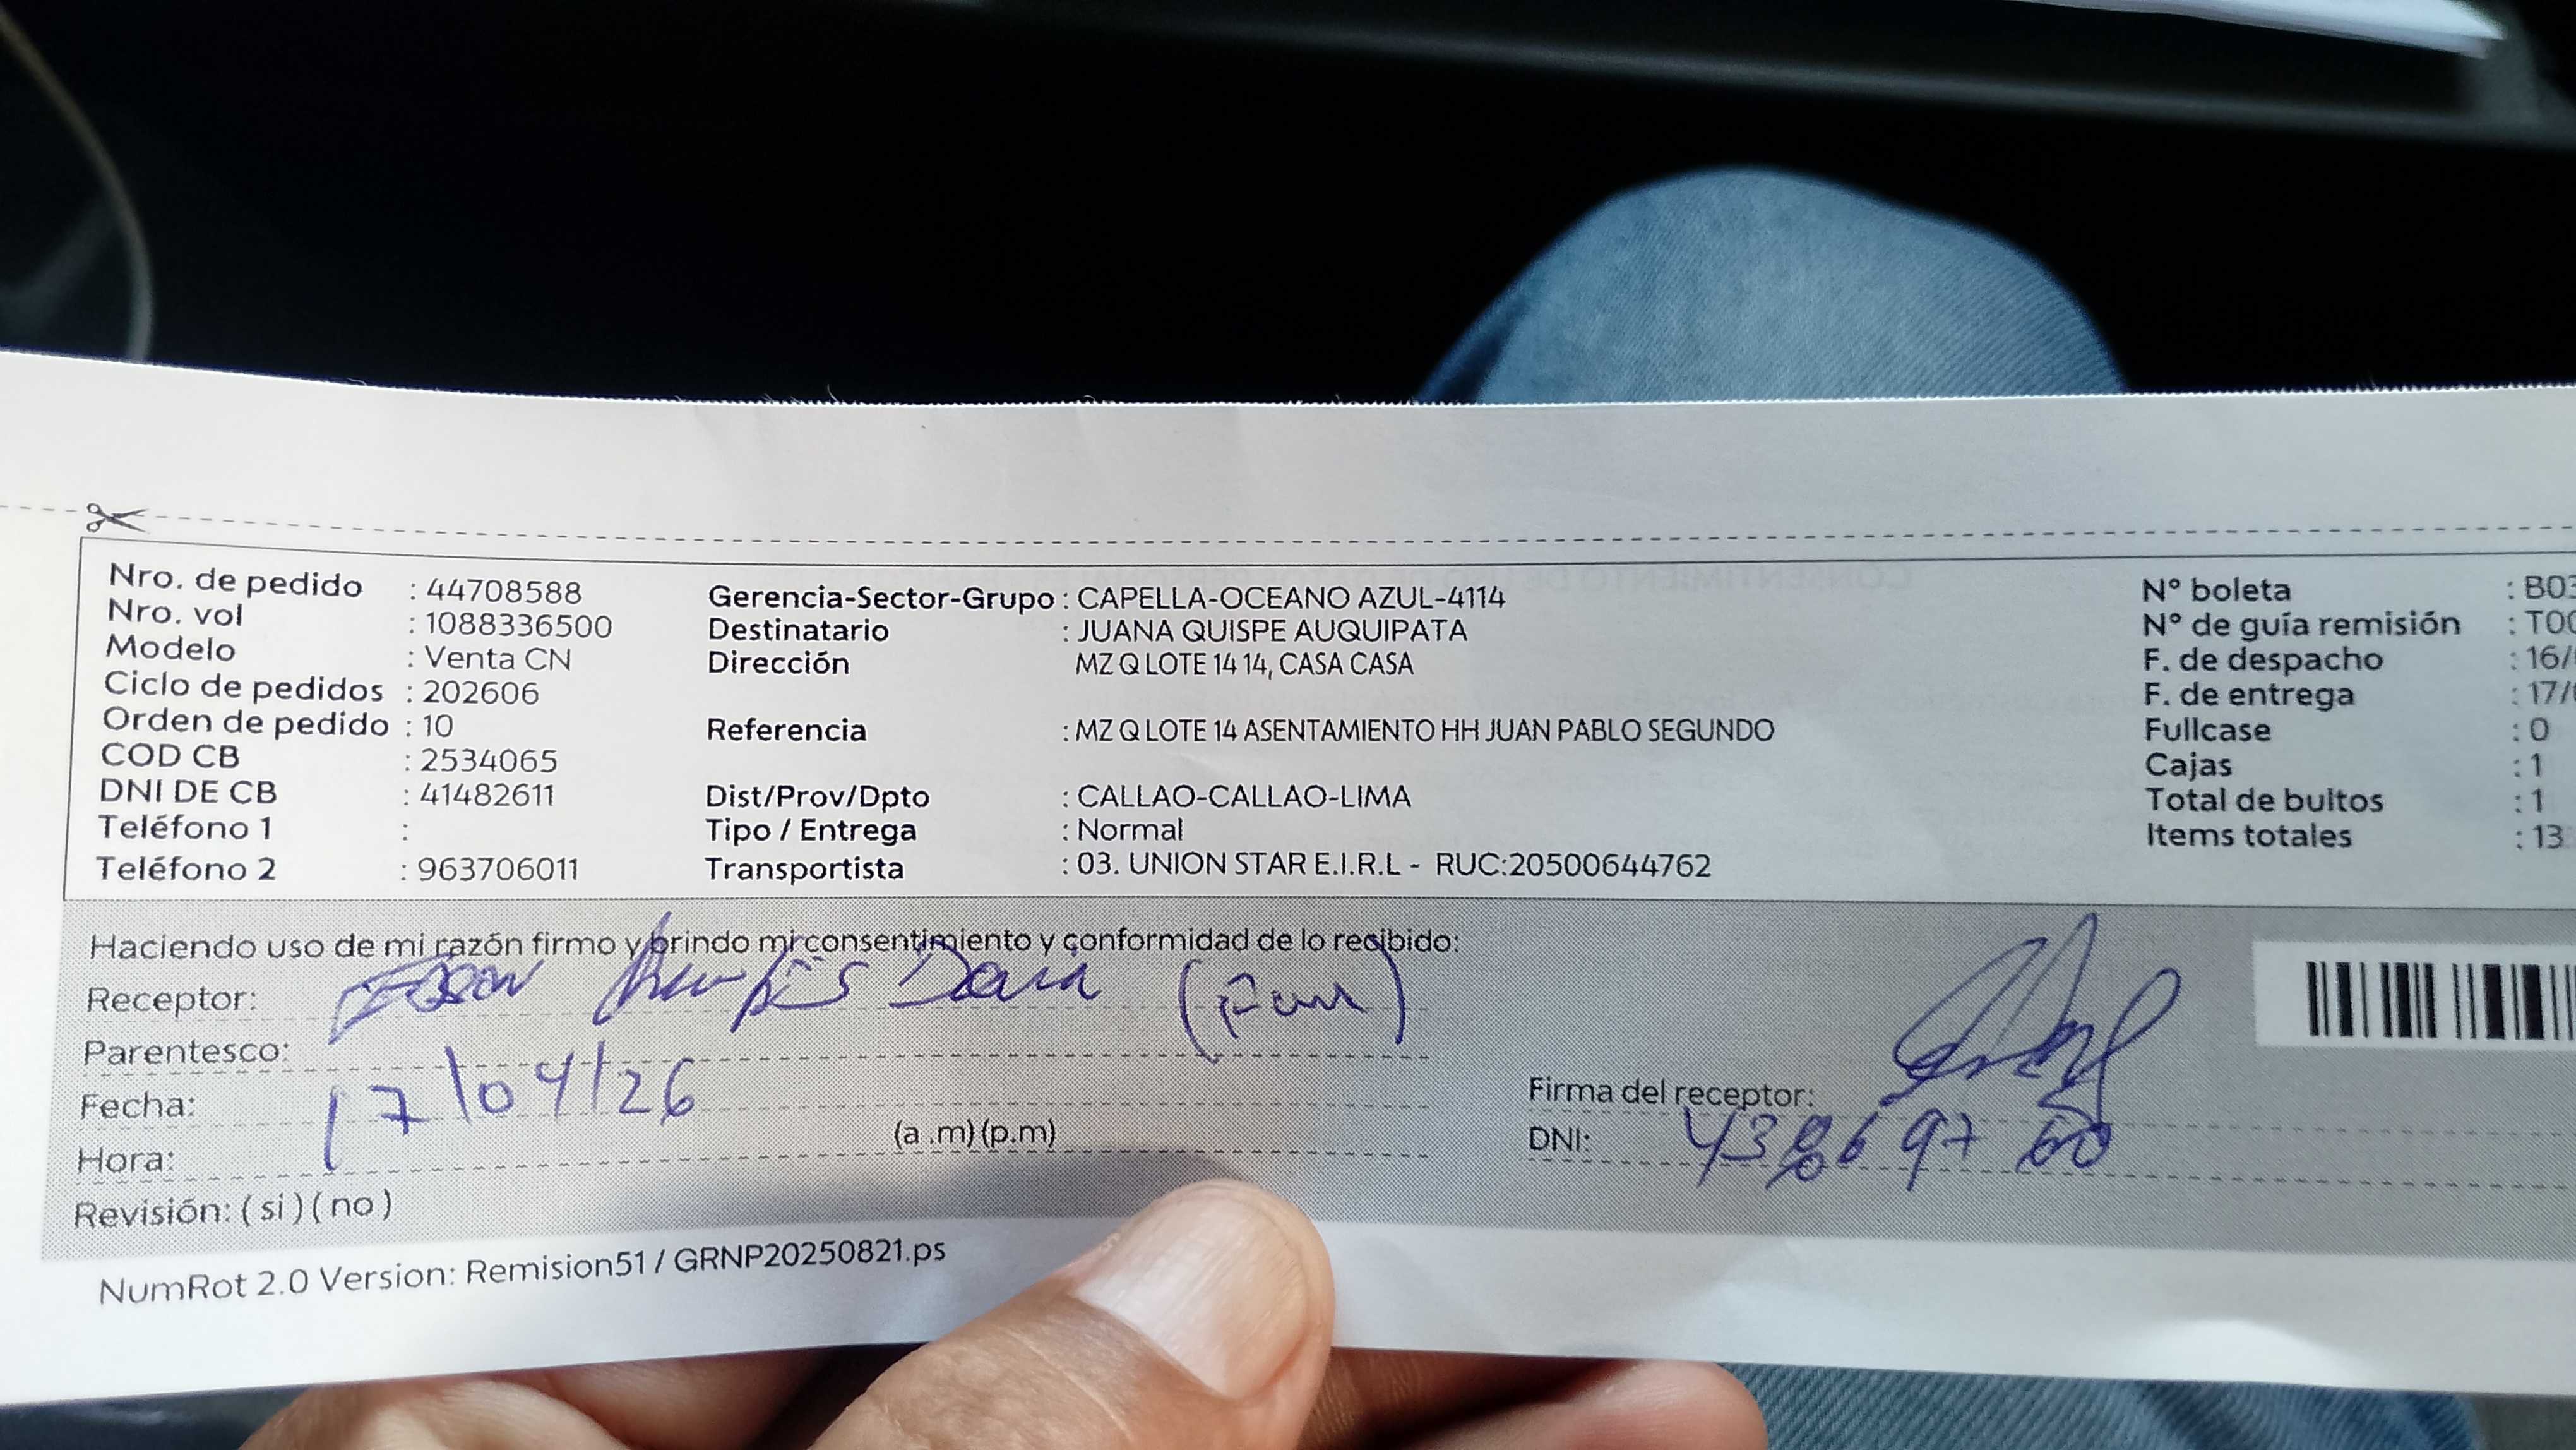 Nro. de pedido : 44708588
Nro. vol : 1088336500
Modelo : Venta CN
Ciclo de pedidos : 202606
Orden de pedido : 10
COD CB : 2534065
DNI DE CB : 41482611
Teléfono 1 :
Teléfono 2 : 963706011
Gerencia-Sector-Grupo : CAPELLA-OCEANO AZUL-4114
Destinatario : JUANA QUISPE AUQUIPATA
Dirección MZ Q LOTE 14 14, CASA CASA
Referencia : MZ Q LOTE 14 ASENTAMIENTO HH JUAN PABLO SEGUNDO
Dist/Prov/Dpto : CALLAO-CALLAO-LIMA
Tipo / Entrega : Normal
Transportista : 03. UNION STAR E.I.R.L - RUC:20500644762
N° boleta : B03
N° de guía remisión : T00
F. de despacho : 16/
F. de entrega : 17/
Fullcase : 0
Cajas : 1
Total de bultos : 1
Items totales : 13
Haciendo uso de mi razón firmo y brindo mi consentimiento y conformidad de lo recibido:
Receptor:
Parentesco:
Fecha: 17/04/26
Hora: (a .m) (p.m)
Revisión: ( si ) ( no )
Firma del receptor:
DNI:
NumRot 2.0 Version: Remision51 / GRNP20250821.ps